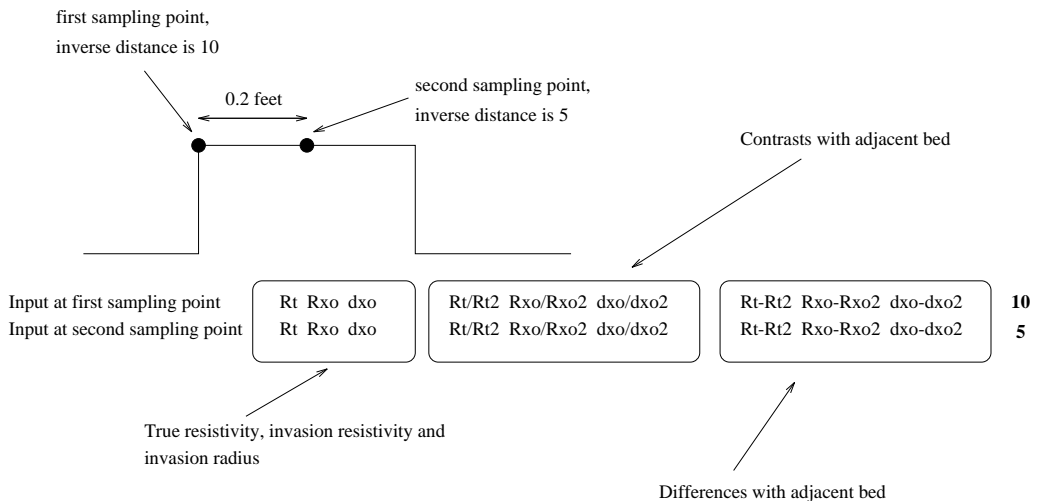 first sampling point,
inverse distance is 10
0.2 feet
second sampling point,
inverse distance is 5
Contrasts with adjacent bed
Input at first sampling point Rt Rxo dxo Rt/Rt2 Rxo/Rxo2 dxo/dxo2 Rt-Rt2 Rxo-Rxo2 dxo-dxo2 10
Input at second sampling point Rt Rxo dxo Rt/Rt2 Rxo/Rxo2 dxo/dxo2 Rt-Rt2 Rxo-Rxo2 dxo-dxo2 5
True resistivity, invasion resistivity and
invasion radius
Differences with adjacent bed